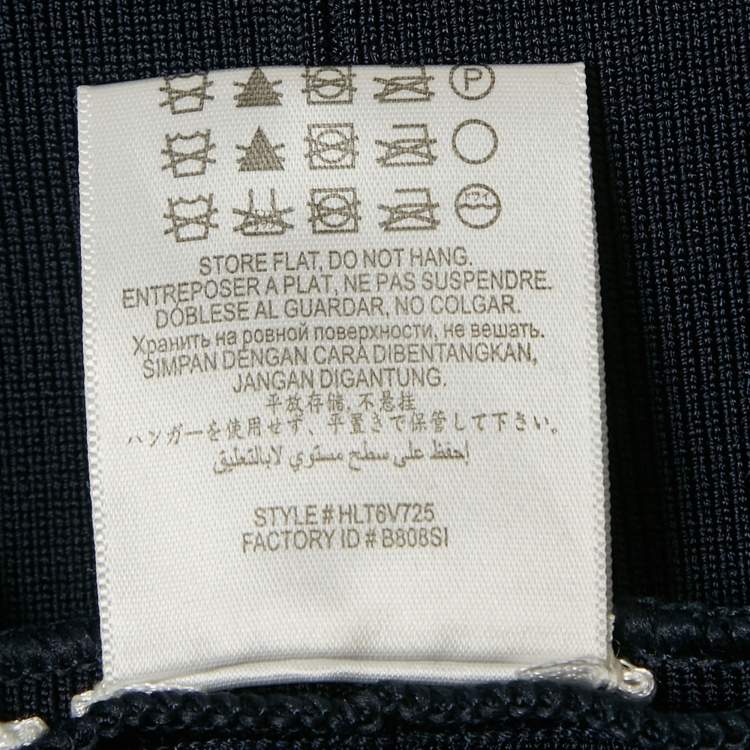 P
STORE FLAT, DO NOT HANG.
ENTREPOSER A PLAT, NE PAS SUSPENDRE.
DÓBLESE AL GUARDAR, NO COLGAR.
Хранить на ровной поверхности, не вешать.
SIMPAN DENGAN CARA DIBENTANGKAN,
JANGAN DIGANTUNG.
平放存储,不悬挂
ハンガーを使用せず、平置きで保管して下さい。
إحفظ على سطح مستوي لابالتعليق
STYLE # HLT6V725
FACTORY ID # B808SI